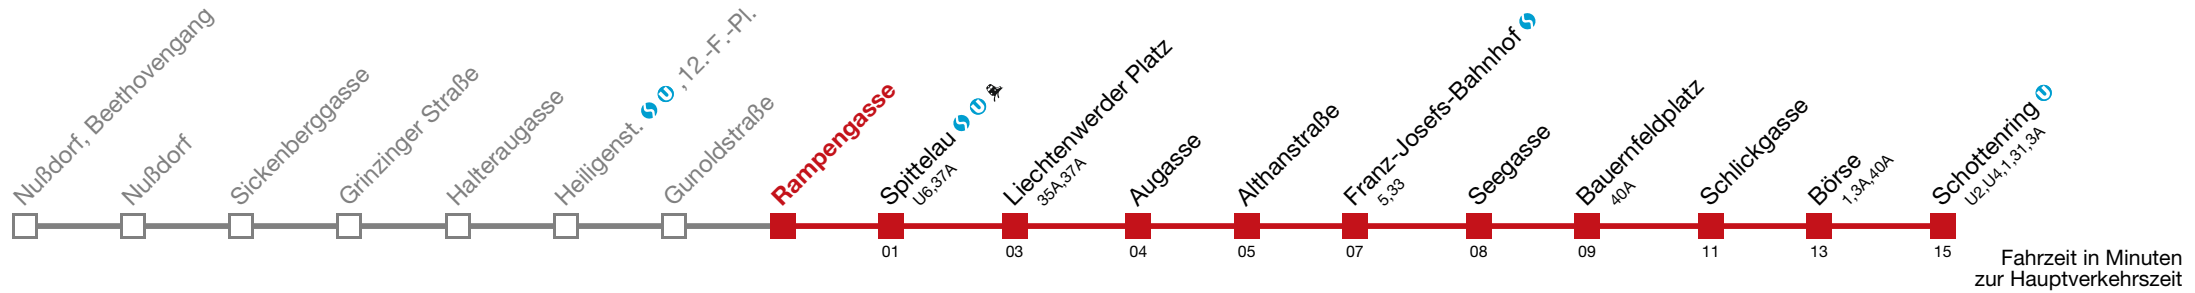 Nußdorf, Beethovengang
Nußdorf
Sickenberggasse
Grinzinger Straße
Halteraugasse
Heiligenst. S U , 12.-F.-Pl.
Gunoldstraße
Rampengasse
Spittelau S U
U6,37A
Liechtenwerder Platz
35A,37A
Augasse
Althanstraße
Franz-Josefs-Bahnhof S
5,33
Seegasse
Bauernfeldplatz
40A
Schlickgasse
Börse
1,3A,40A
Schottenring U
U2,U4,1,31,3A
01
03
04
05
07
08
09
11
13
15
Fahrzeit in Minuten
zur Hauptverkehrszeit